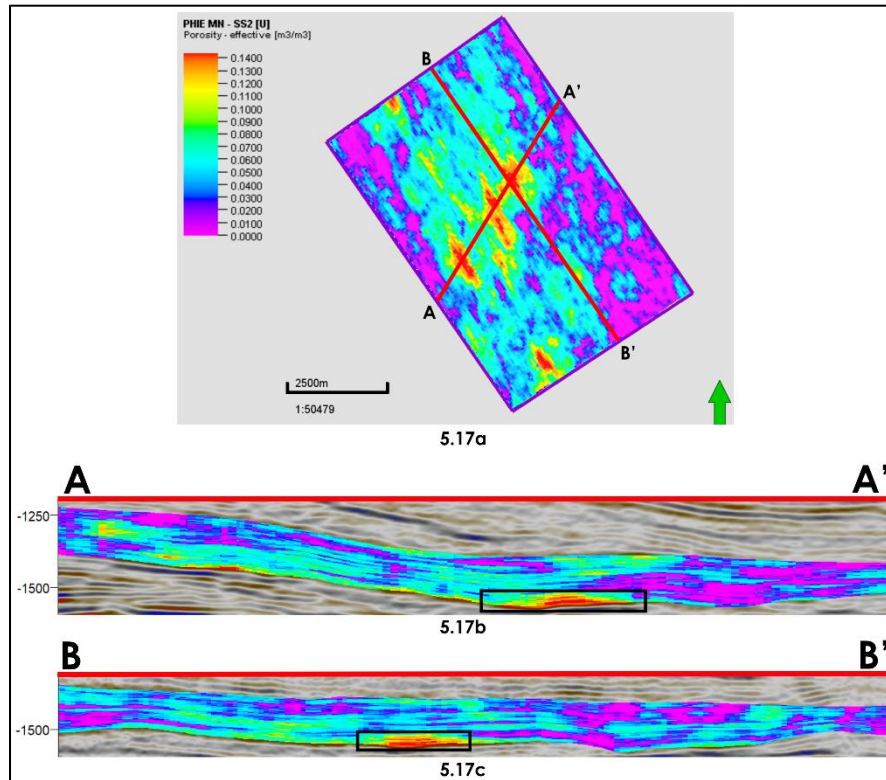 PHIE MN - SS2 [U]
Porosity - effective [m3/m3]
0.1400
0.1300
0.1200
0.1100
0.1000
0.0900
0.0800
0.0700
0.0600
0.0500
0.0400
0.0300
0.0200
0.0100
0.0000
B
A'
A
B'
2500m
1:50479
5.17a
A
A'
-1250
-1500
5.17b
B
B'
-1500
5.17c